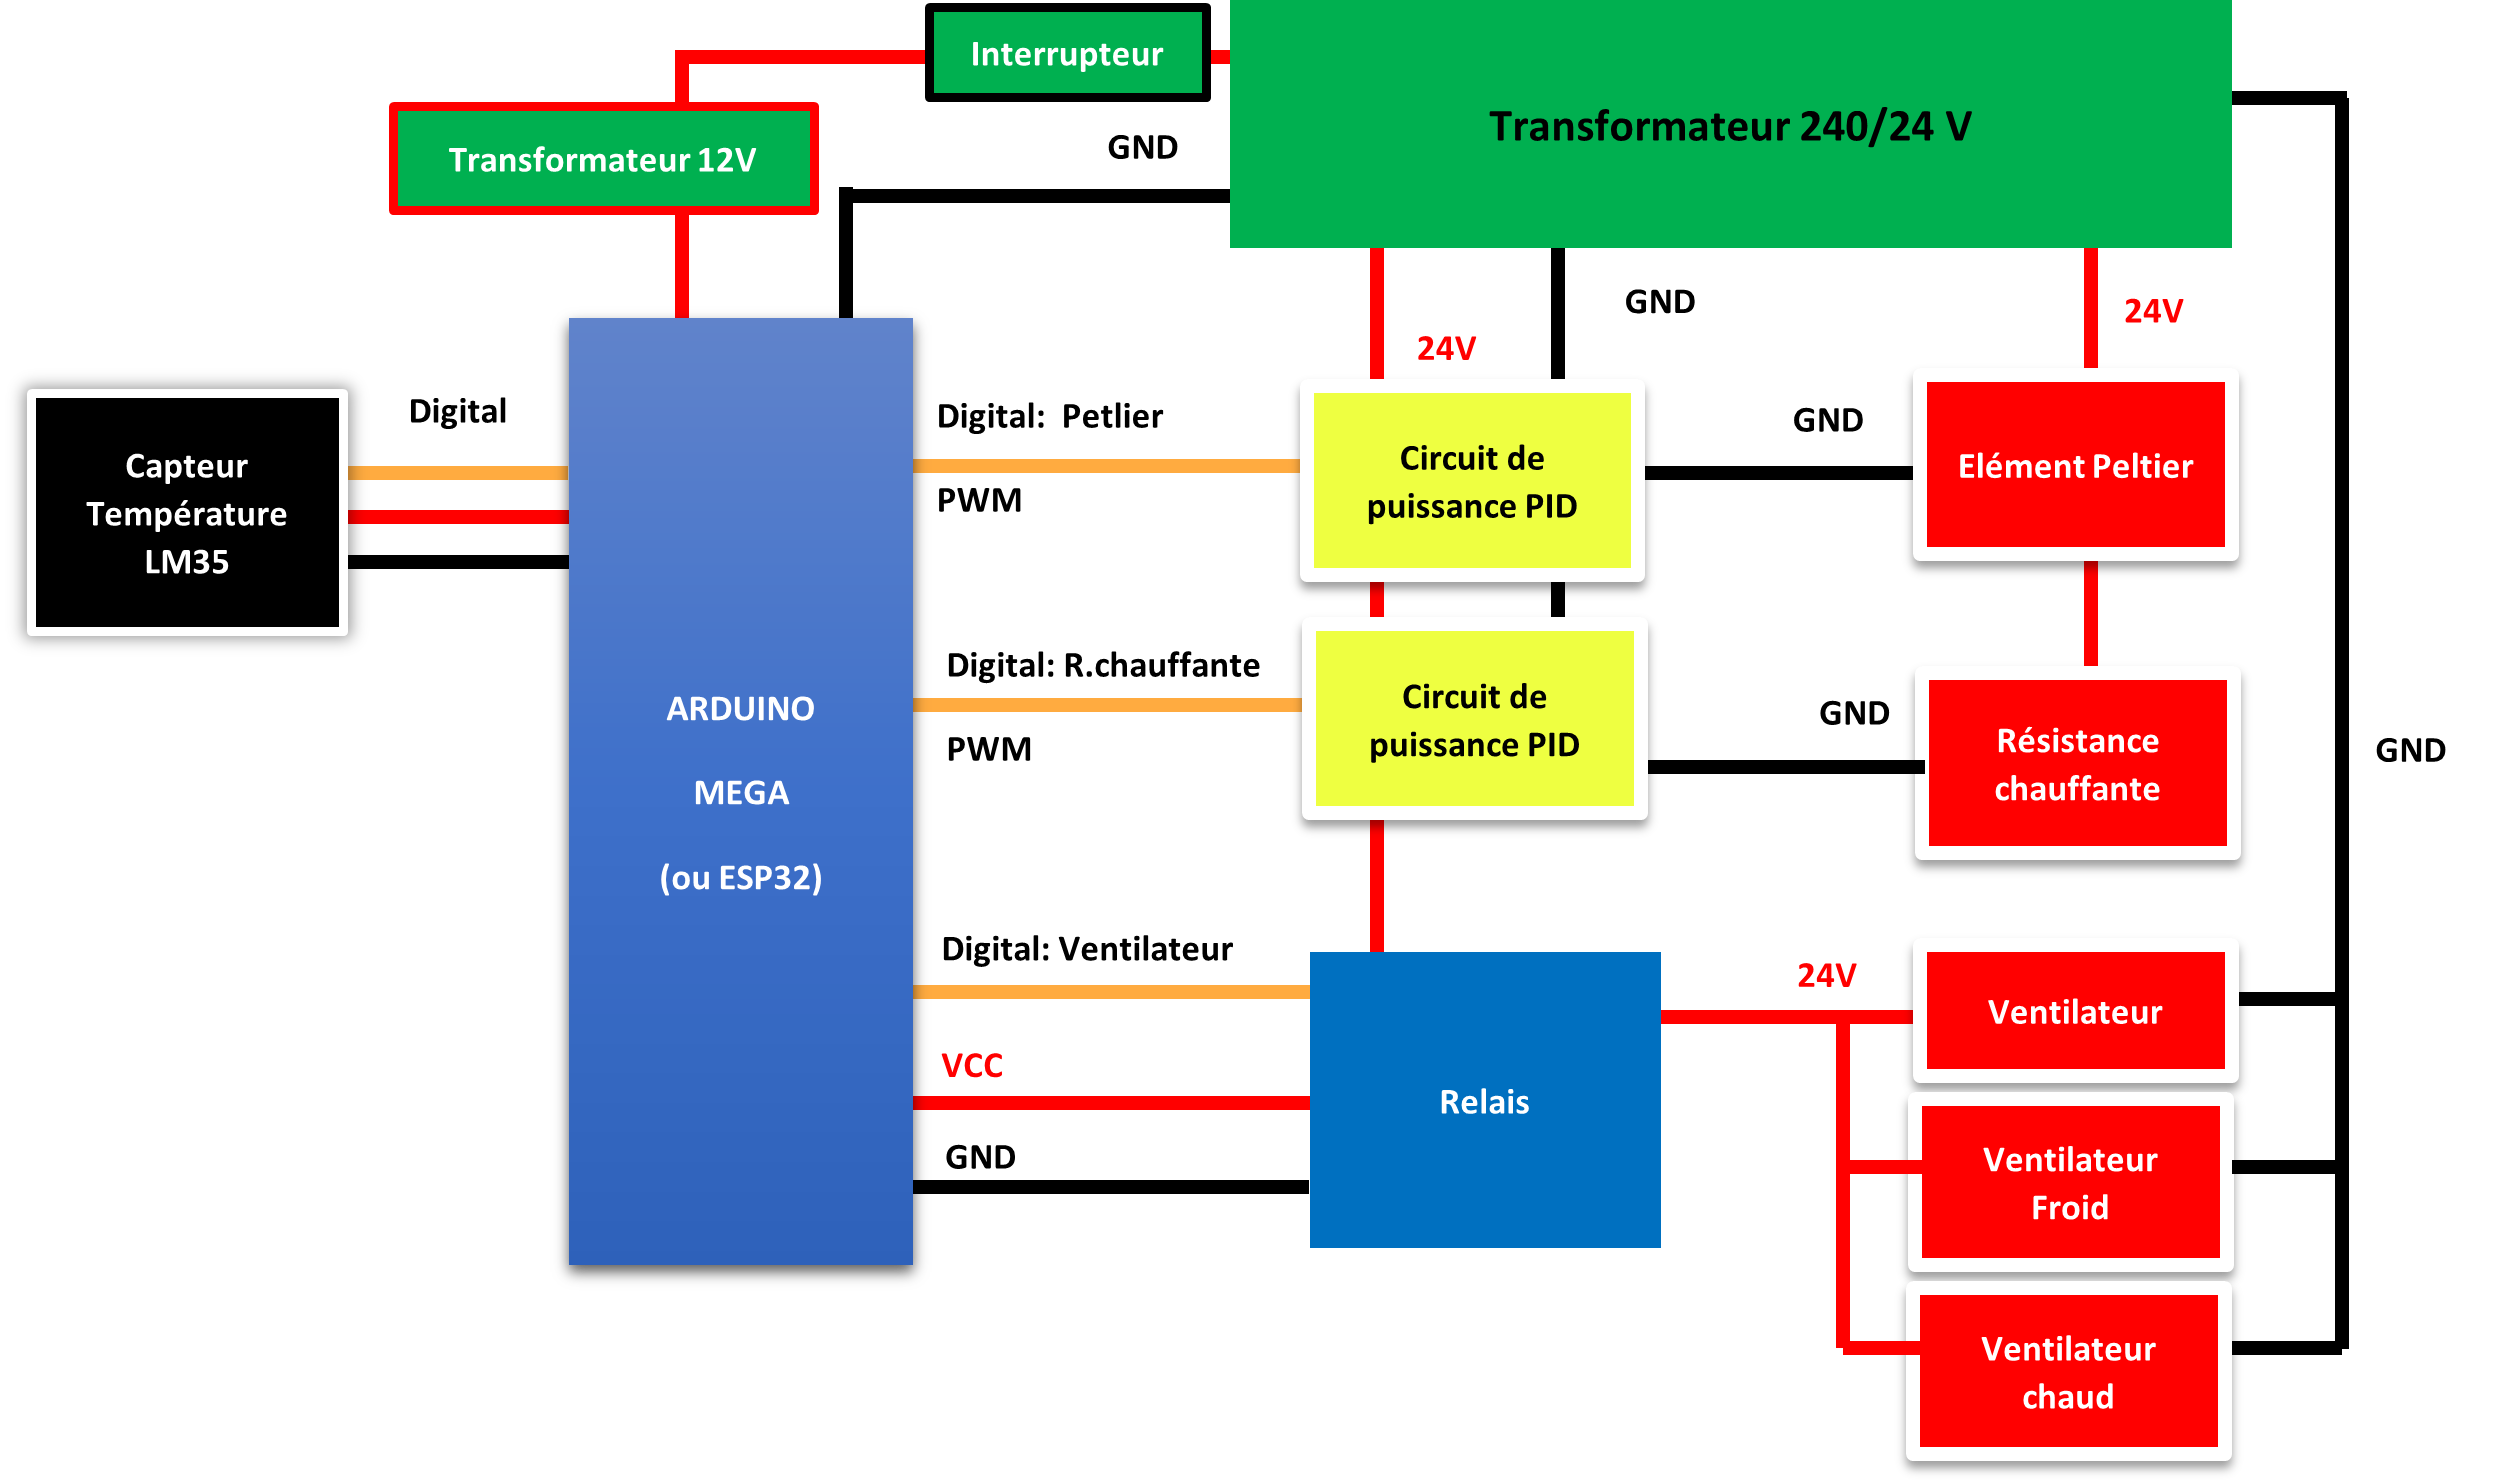 Interrupteur
Transformateur 240/24 V
GND
Transformateur 12V
GND
24V
24V
Digital
Digital:  Petlier
GND
Capteur
Température
LM35
Circuit de
puissance PID
Elément Peltier
PWM
Digital: R.chauffante
Circuit de
puissance PID
GND
Résistance
chauffante
GND
PWM
ARDUINO
MEGA
(ou ESP32)
Digital: Ventilateur
24V
Ventilateur
VCC
Relais
GND
Ventilateur
Froid
Ventilateur
chaud